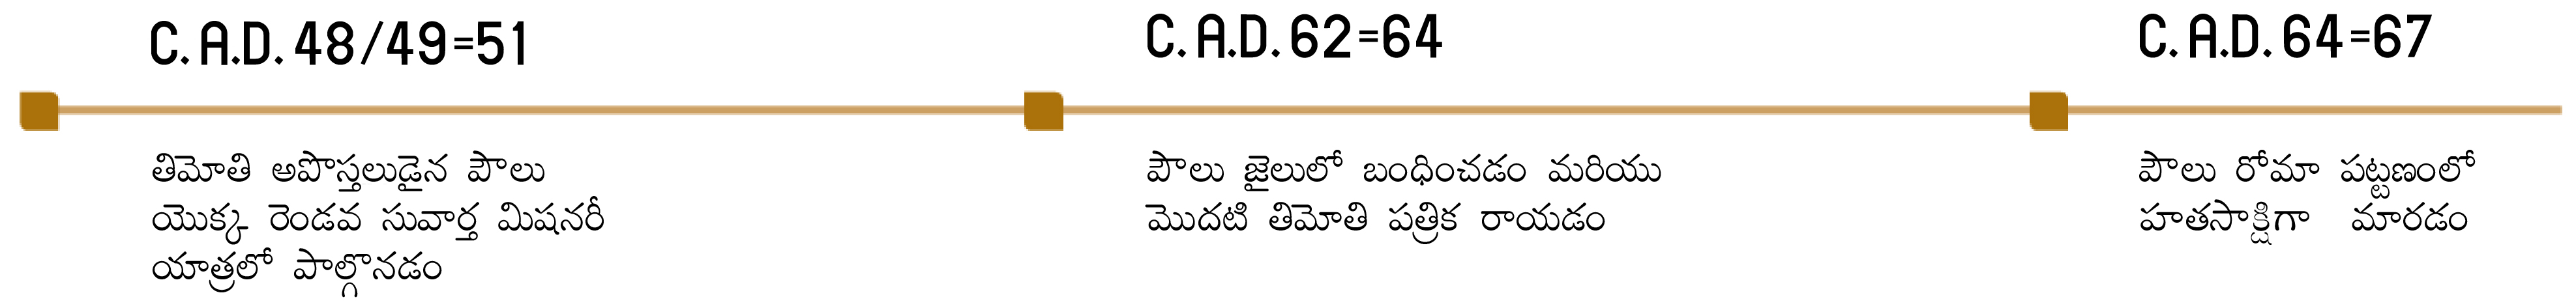 C. A.D. 48/49=51
తిమోతి అపొస్తలుడైన పౌలు
యొక్క రెండవ సువార్త మిషనరీ
యాత్రలో పాల్గొనడం
C. A.D. 62=64
పౌలు జైలులో బంధించడం మరియు
మొదటి తిమోతి పత్రిక రాయడం
C. A.D. 64=67
పౌలు రోమా పట్టణంలో
హతసాక్షిగా మారడం